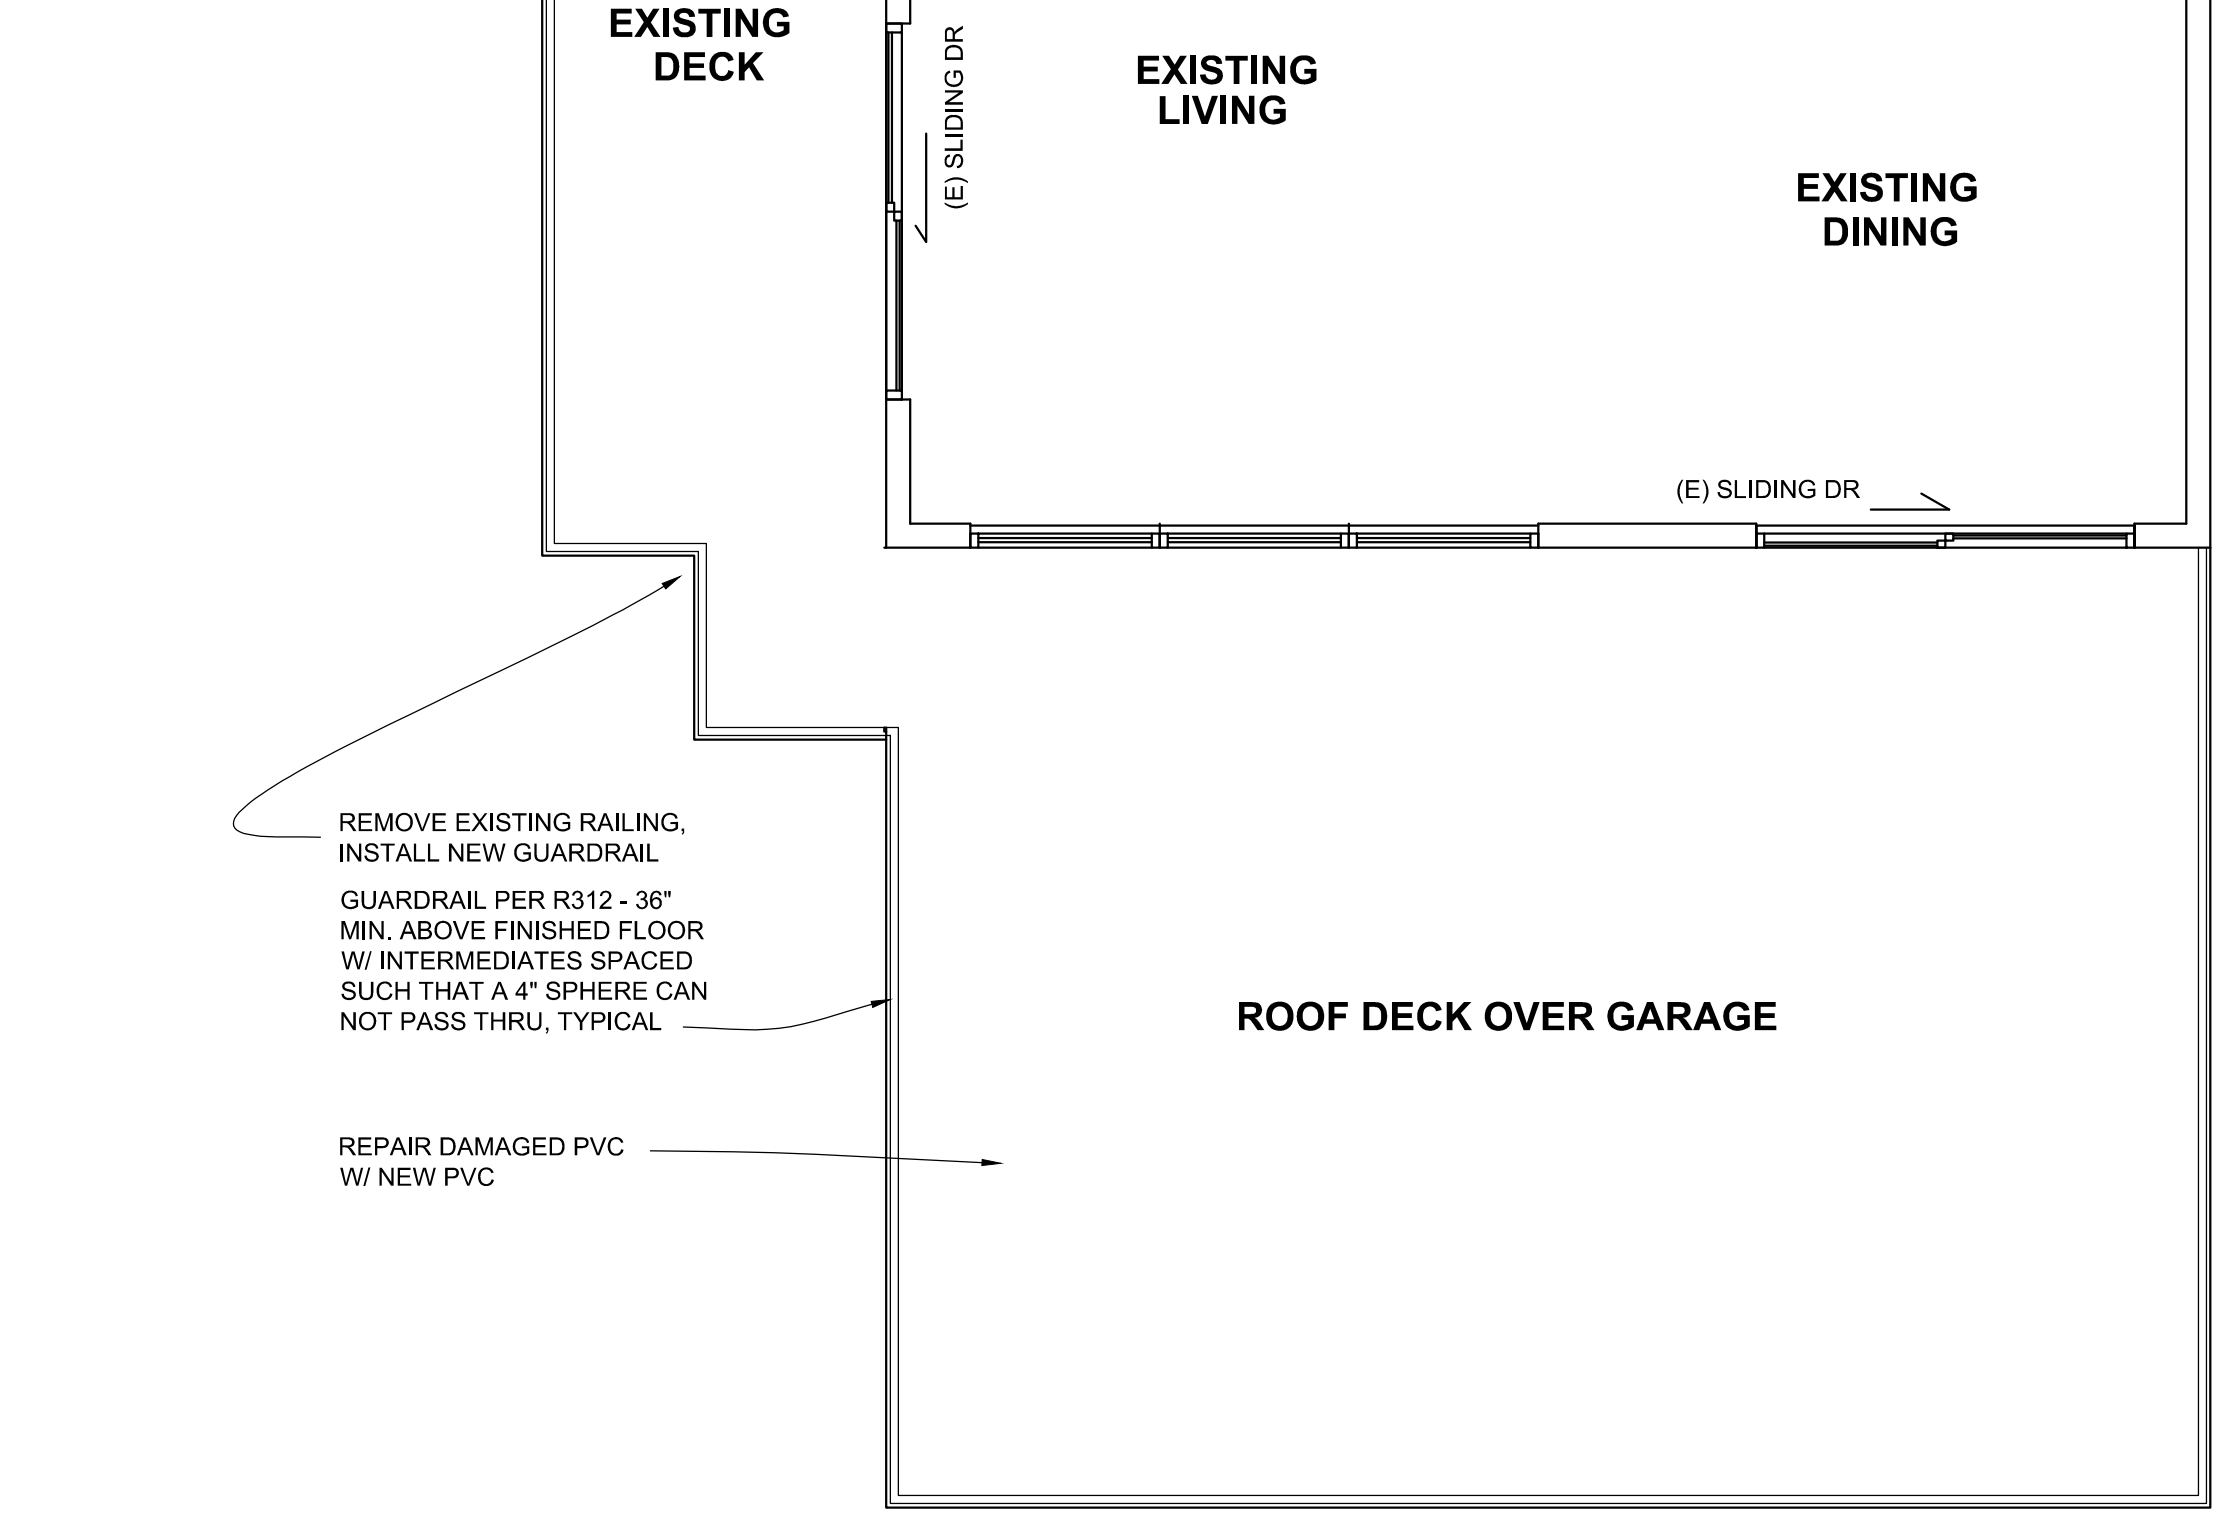 EXISTING
DECK
(E) SLIDING DR
EXISTING
LIVING
EXISTING
DINING
(E) SLIDING DR
REMOVE EXISTING RAILING,
INSTALL NEW GUARDRAIL
GUARDRAIL PER R312 - 36"
MIN. ABOVE FINISHED FLOOR
W/ INTERMEDIATES SPACED
SUCH THAT A 4" SPHERE CAN
NOT PASS THRU, TYPICAL
ROOF DECK OVER GARAGE
REPAIR DAMAGED PVC
W/ NEW PVC